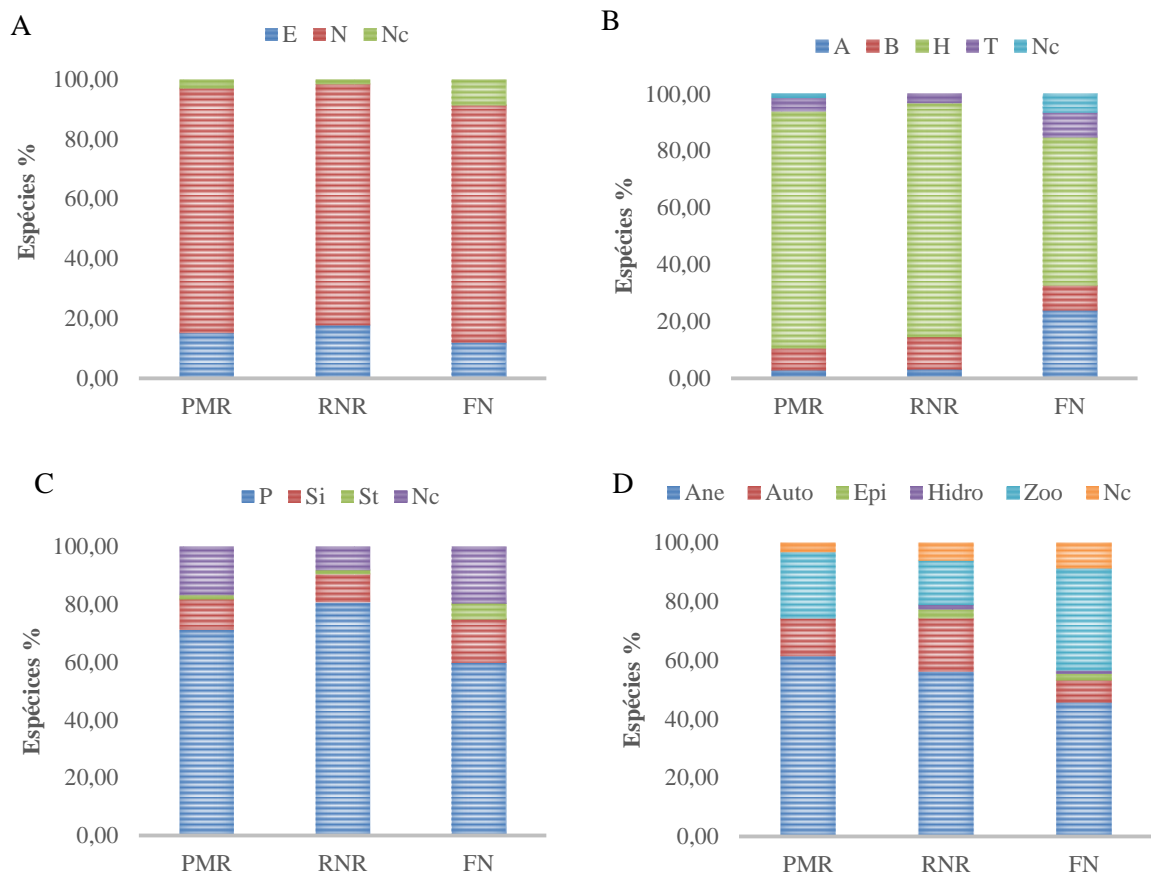 A
E N Nc
Espécies %
100,00
80,00
60,00
40,00
20,00
0,00
PMR RNR FN
B
A B H T Nc
Espécies %
100,00
80,00
60,00
40,00
20,00
0,00
PMR RNR FN
C
P Si St Nc
Espécices %
100,00
80,00
60,00
40,00
20,00
0,00
PMR RNR FN
D
Ane Auto Epi Hidro Zoo Nc
Espécies %
100,00
80,00
60,00
40,00
20,00
0,00
PMR RNR FN